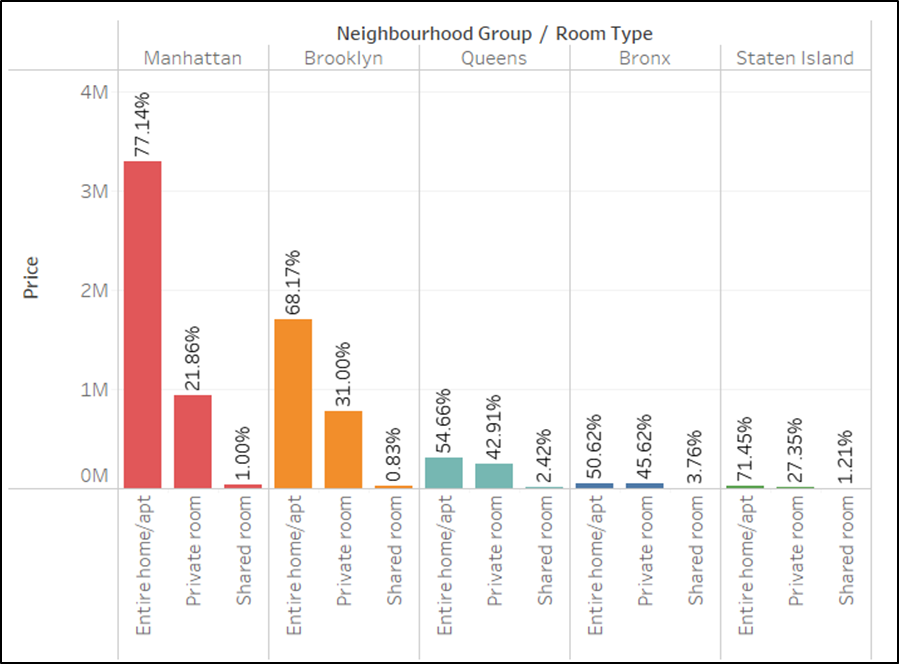 Neighbourhood Group / Room Type
Manhattan
Brooklyn
Queens
Bronx
Staten Island
Price
4M
3M
2M
1M
0M
77.14%
21.86%
1.00%
68.17%
31.00%
0.83%
54.66%
42.91%
2.42%
50.62%
45.62%
3.76%
71.45%
27.35%
1.21%
Entire home/apt
Private room
Shared room
Entire home/apt
Private room
Shared room
Entire home/apt
Private room
Shared room
Entire home/apt
Private room
Shared room
Entire home/apt
Private room
Shared room